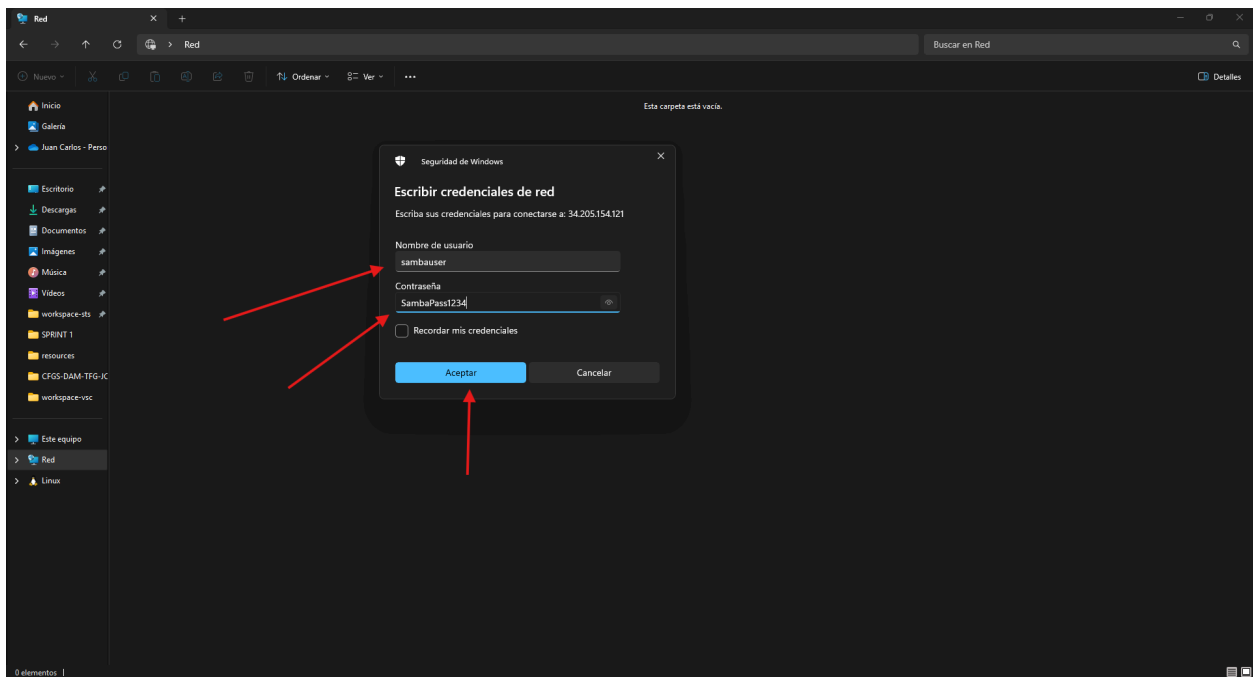 Red
Red
Buscar en Red
Nuevo
Ordenar
Ver
Detalles
Inicio
Galería
Juan Carlos - Perso
Escritorio
Descargas
Documentos
Imágenes
Música
Vídeos
workspace-sts
SPRINT 1
resources
CFGS-DAM-TFG-JC
workspace-vsc
Este equipo
Red
Linux
Esta carpeta está vacía.
Seguridad de Windows
Escribir credenciales de red
Escriba sus credenciales para conectarse a: 34.205.154.121
Nombre de usuario
sambauser
Contraseña
SambaPass1234
Recordar mis credenciales
Aceptar
Cancelar
0 elementos